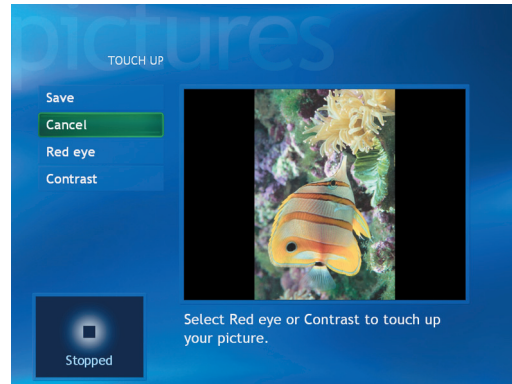 pictures
TOUCH UP
Save
Cancel
Red eye
Contrast
Select Red eye or Contrast to touch up
your picture.
Stopped